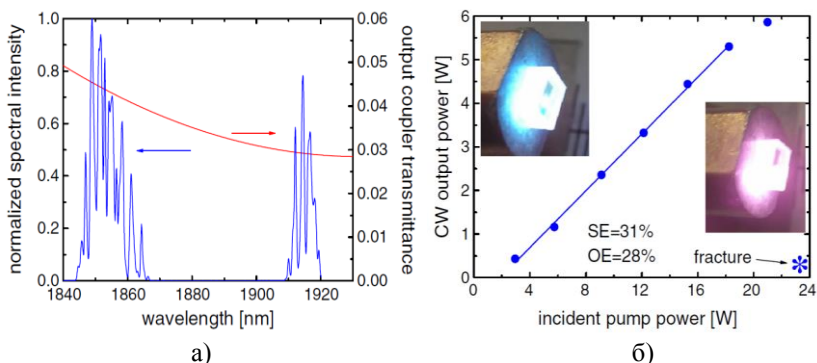 1.0
0.8
0.6
0.4
0.2
0.0
normalized spectral intensity
0.06
0.05
0.04
0.03
0.02
0.01
0.00
output coupler transmittance
1840 1860 1880 1900 1920
wavelength [nm]
а)
6
5
4
3
2
1
0
CW output power [W]
SE=31%
OE=28%
fracture
0 4 8 12 16 20 24
incident pump power [W]
б)